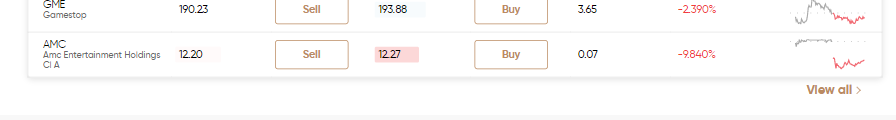 GME
Gamestop
190.23
Sell
193.88
Buy
3.65
-2.390%
AMC
Amc Entertainment Holdings
Cl A
12.20
Sell
12.27
Buy
0.07
-9.840%
View all >